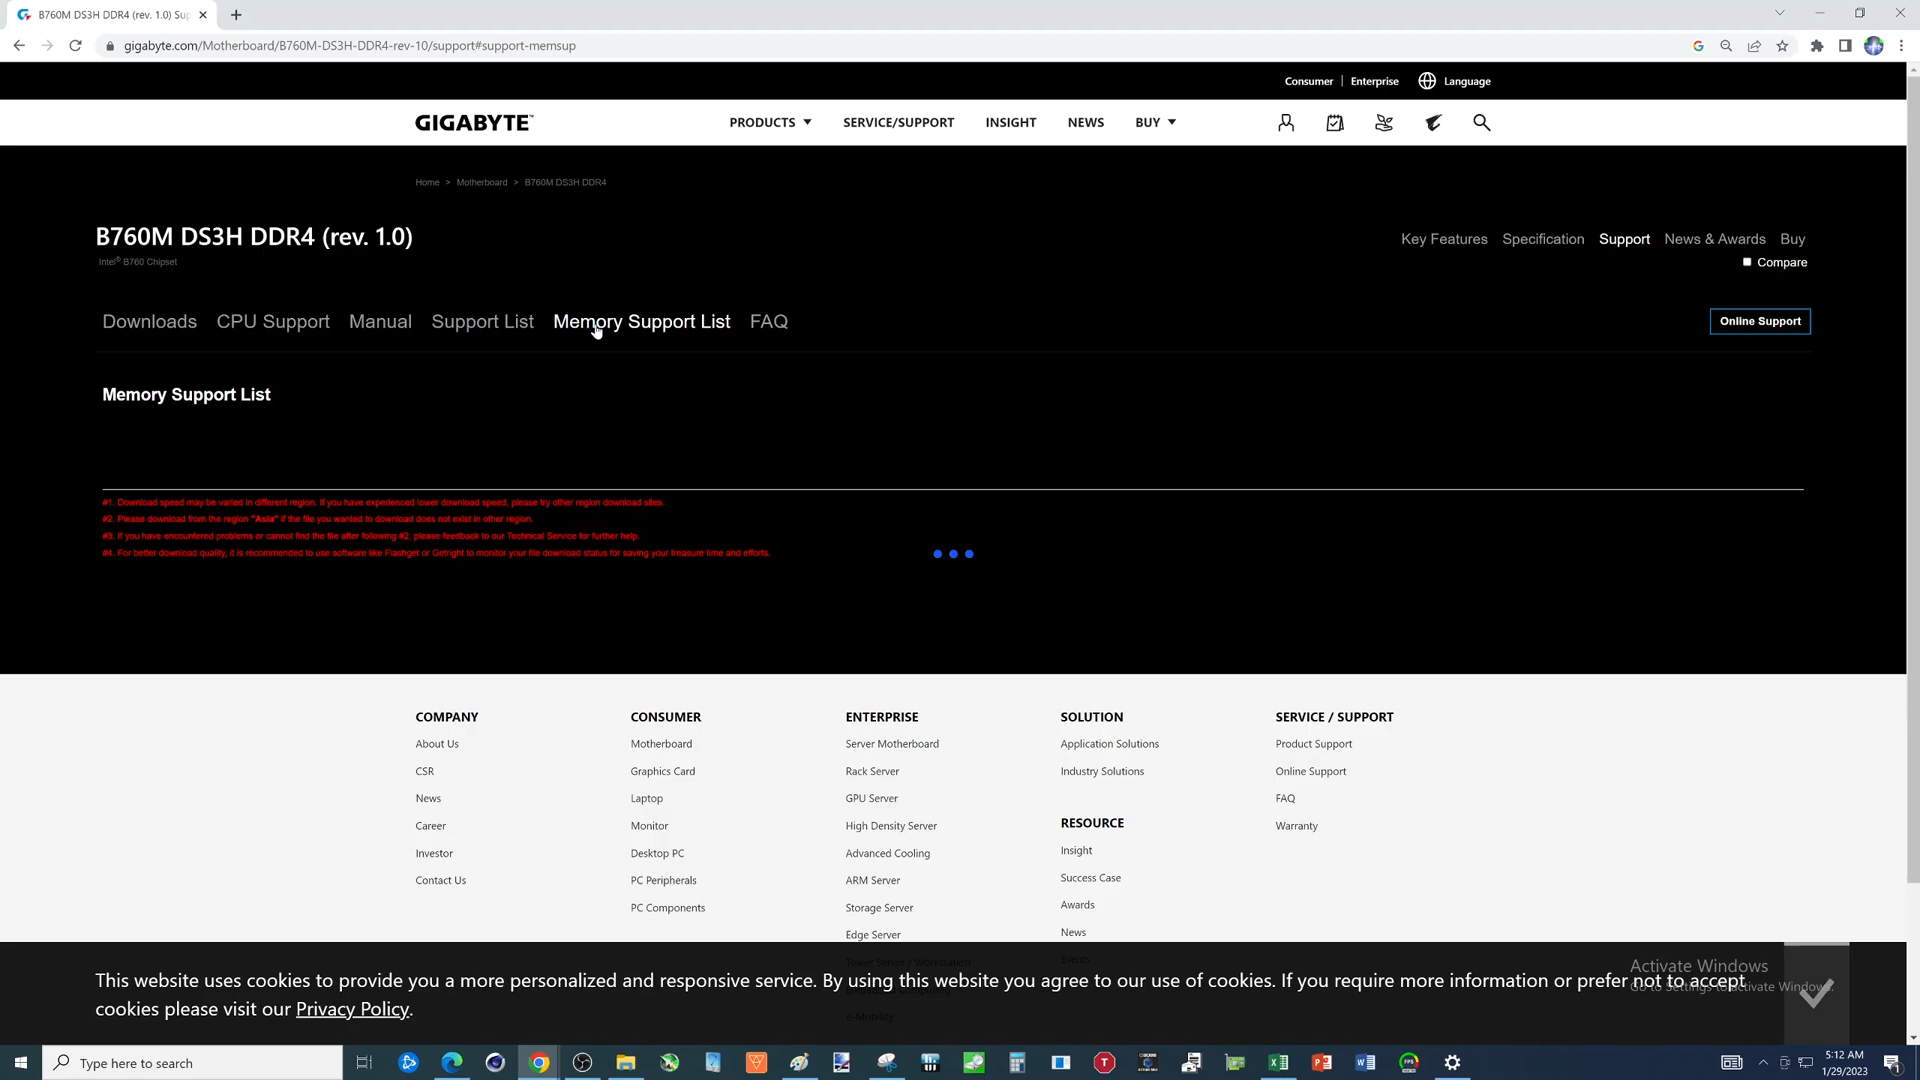 B760M DS3H DDR4 (rev. 1.0) Sup
gigabyte.com/Motherboard/B760M-DS3H-DDR4-rev-10/support#support-memsup
Consumer | Enterprise Language
GIGABYTE™ PRODUCTS SERVICE/SUPPORT INSIGHT NEWS BUY
Home > Motherboard > B760M DS3H DDR4
B760M DS3H DDR4 (rev. 1.0)
Intel® B760 Chipset
Key Features Specification Support News & Awards Buy
Compare
Downloads CPU Support Manual Support List Memory Support List FAQ
Online Support
Memory Support List
#1. Download speed may be varied in different region. If you have experienced lower download speed, please try other region download sites.
#2. Please download from the region "Asia" if the file you wanted to download does not exist in other region.
#3. If you have encountered problems or cannot find the file after following #2, please feedback to our Technical Service for further help.
#4. For better download quality, it is recommended to use software like Flashget or Getright to monitor your file download status for saving your treasure time and efforts.
COMPANY
About Us
CSR
News
Career
Investor
Contact Us
CONSUMER
Motherboard
Graphics Card
Laptop
Monitor
Desktop PC
PC Peripherals
PC Components
ENTERPRISE
Server Motherboard
Rack Server
GPU Server
High Density Server
Advanced Cooling
ARM Server
Storage Server
Edge Server
Tower Server / Workstation
e-Mobility
SOLUTION
Application Solutions
Industry Solutions
RESOURCE
Insight
Success Case
Awards
News
Events
SERVICE / SUPPORT
Product Support
Online Support
FAQ
Warranty
This website uses cookies to provide you a more personalized and responsive service. By using this website you agree to our use of cookies. If you require more information or prefer not to accept
cookies please visit our Privacy Policy.
Activate Windows
Go to Settings to activate Windows.
Type here to search
5:12 AM
1/29/2023
1